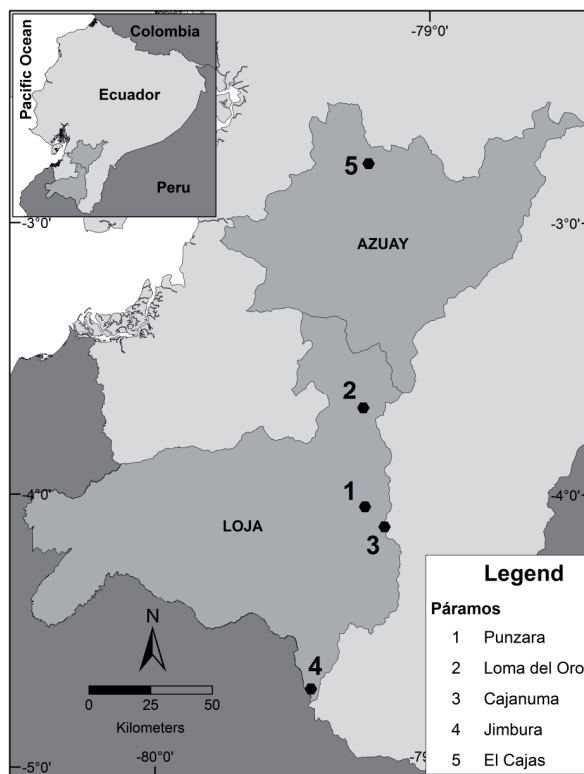 Colombia
Pacific Ocean
Ecuador
Peru
-79°0'
5
-3°0'
-3°0'
AZUAY
2
1
-4°0'
-4°0'
LOJA
3
Legend
Páramos
1 Punzara
2 Loma del Oro
3 Cajanuma
4 Jimbura
5 El Cajas
N
4
0 25 50
Kilometers
-5°0'
-80°0'
-79